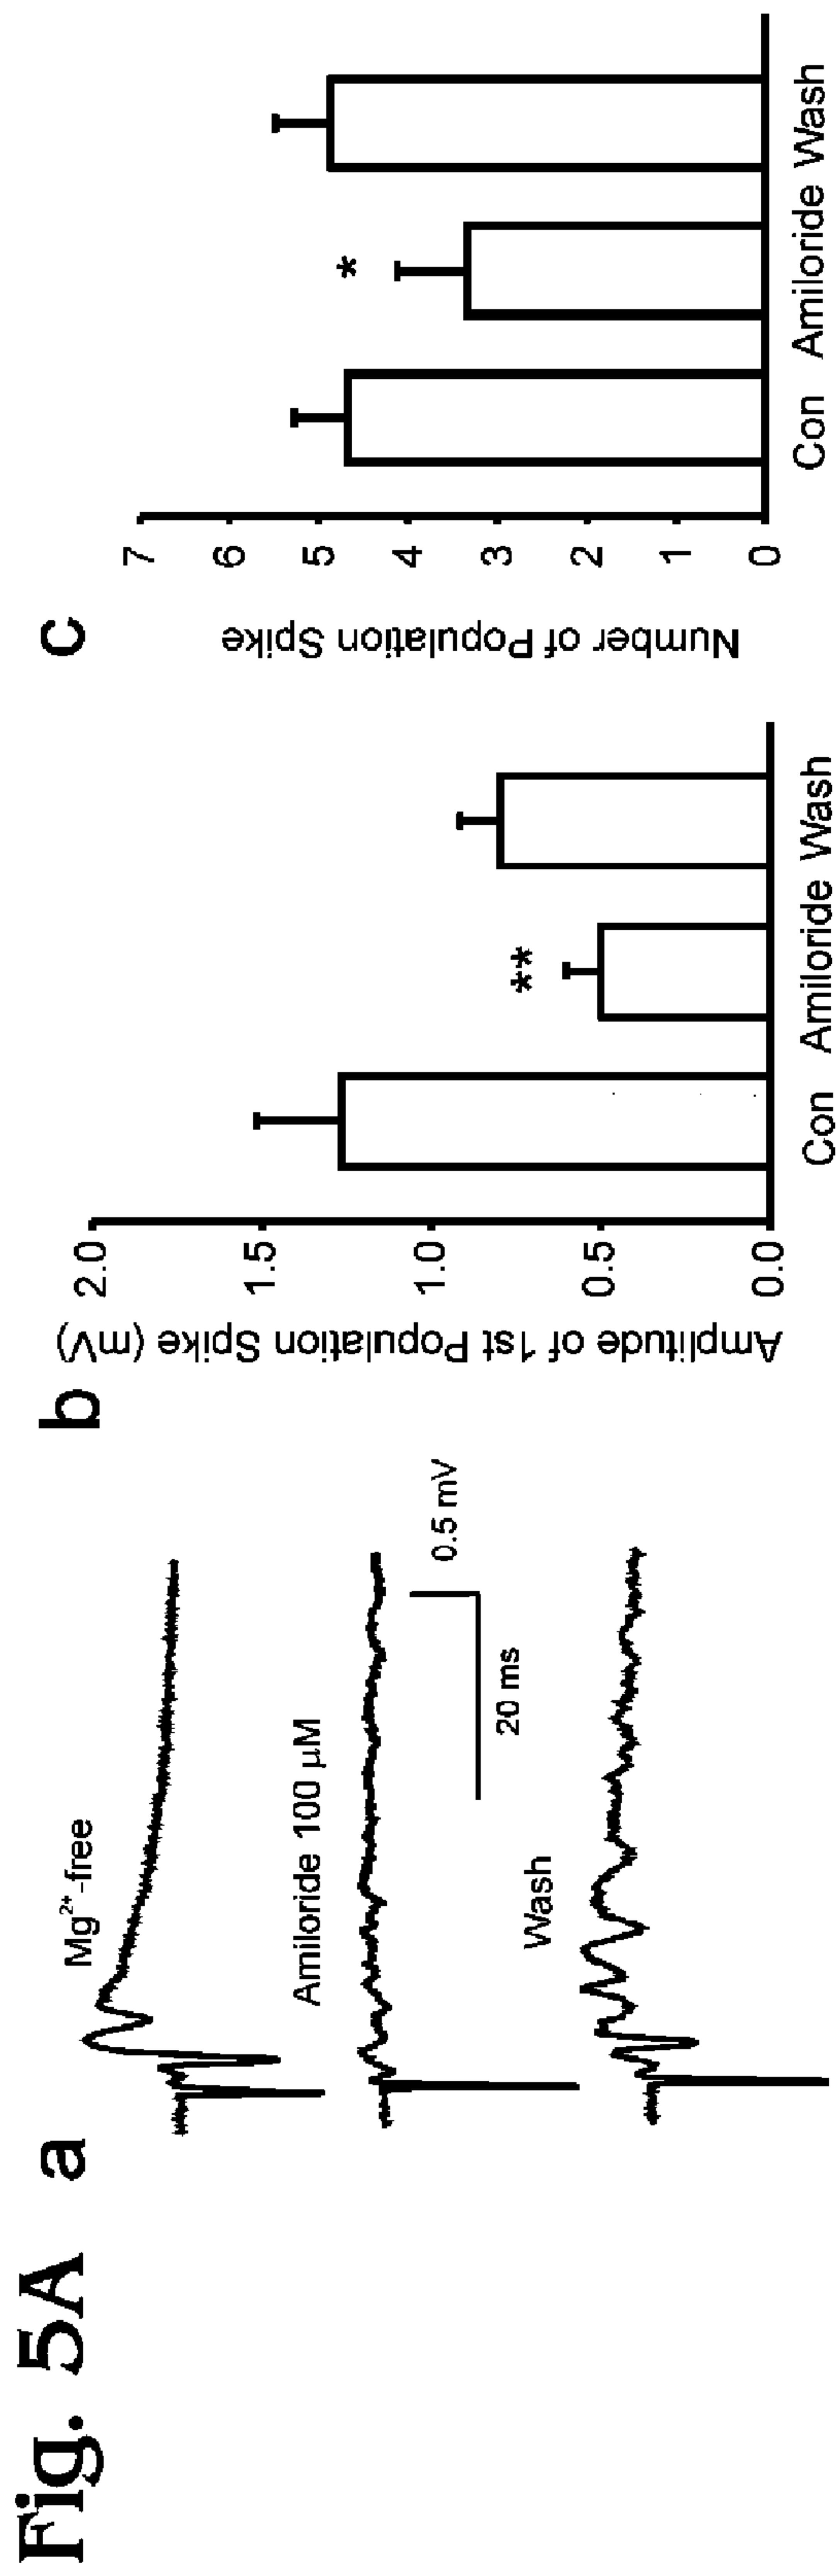 Fig. 5A
a
Mg²⁺-free
Amiloride 100 µM
0.5 mV
20 ms
Wash
b
Amplitude of 1st Population Spike (mV)
2.0
1.5
1.0
0.5
0.0
**
Con Amiloride Wash
c
Number of Population Spike
7
6
5
4
3
2
1
0
*
Con Amiloride Wash